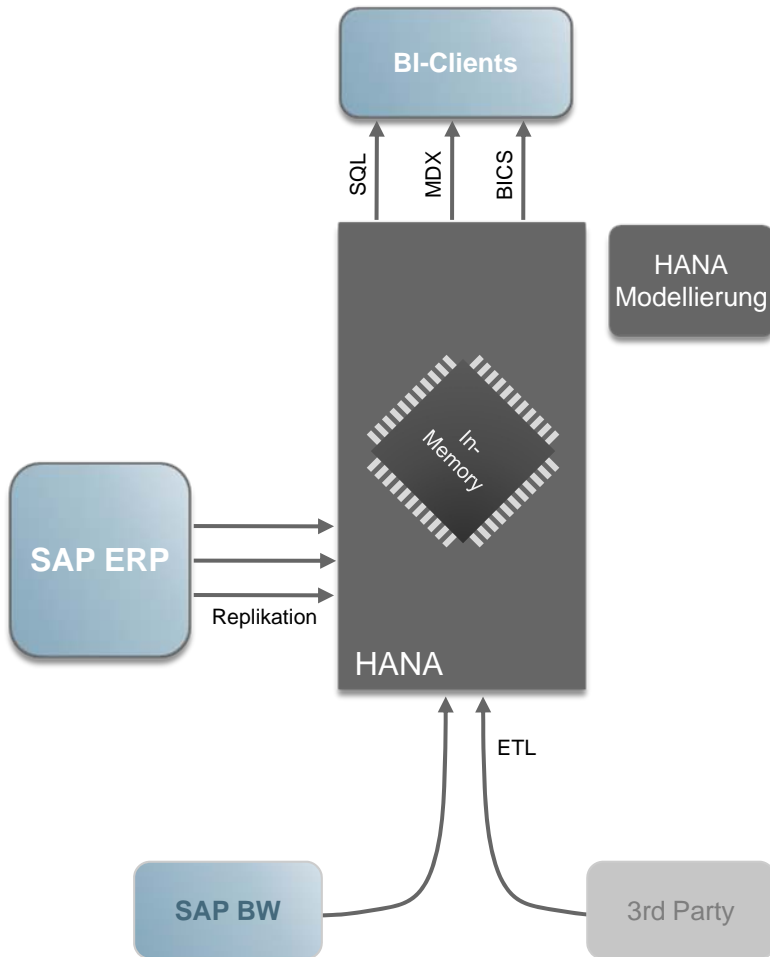 BI-Clients
SQL
MDX
BICS
HANA
Modellierung
In-
Memory
SAP ERP
Replikation
HANA
ETL
SAP BW
3rd Party